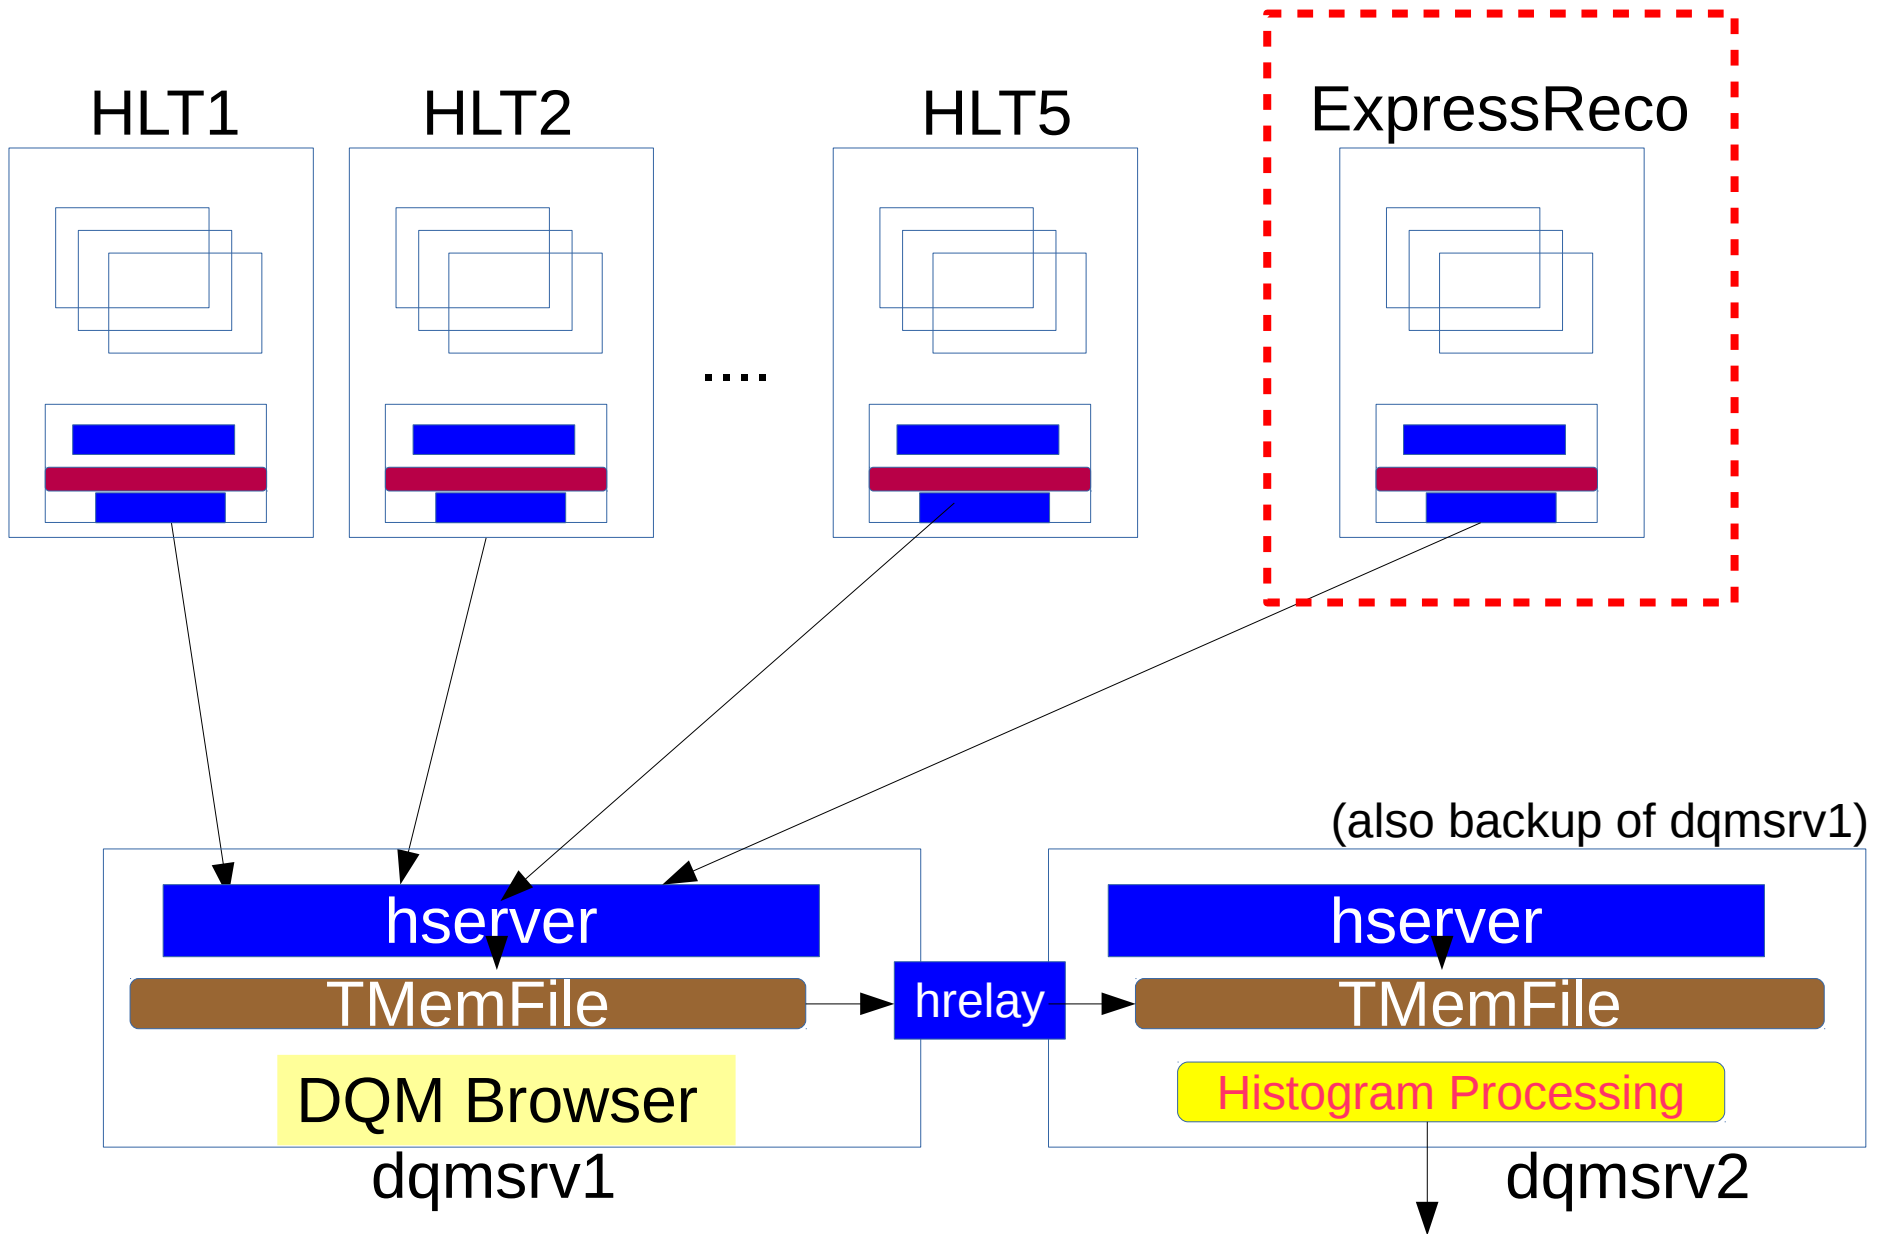 HLT1
HLT2
HLT5
ExpressReco
....
(also backup of dqmsrv1)
hserver
hserver
TMemFile
hrelay
TMemFile
DQM Browser
Histogram Processing
dqmsrv1
dqmsrv2